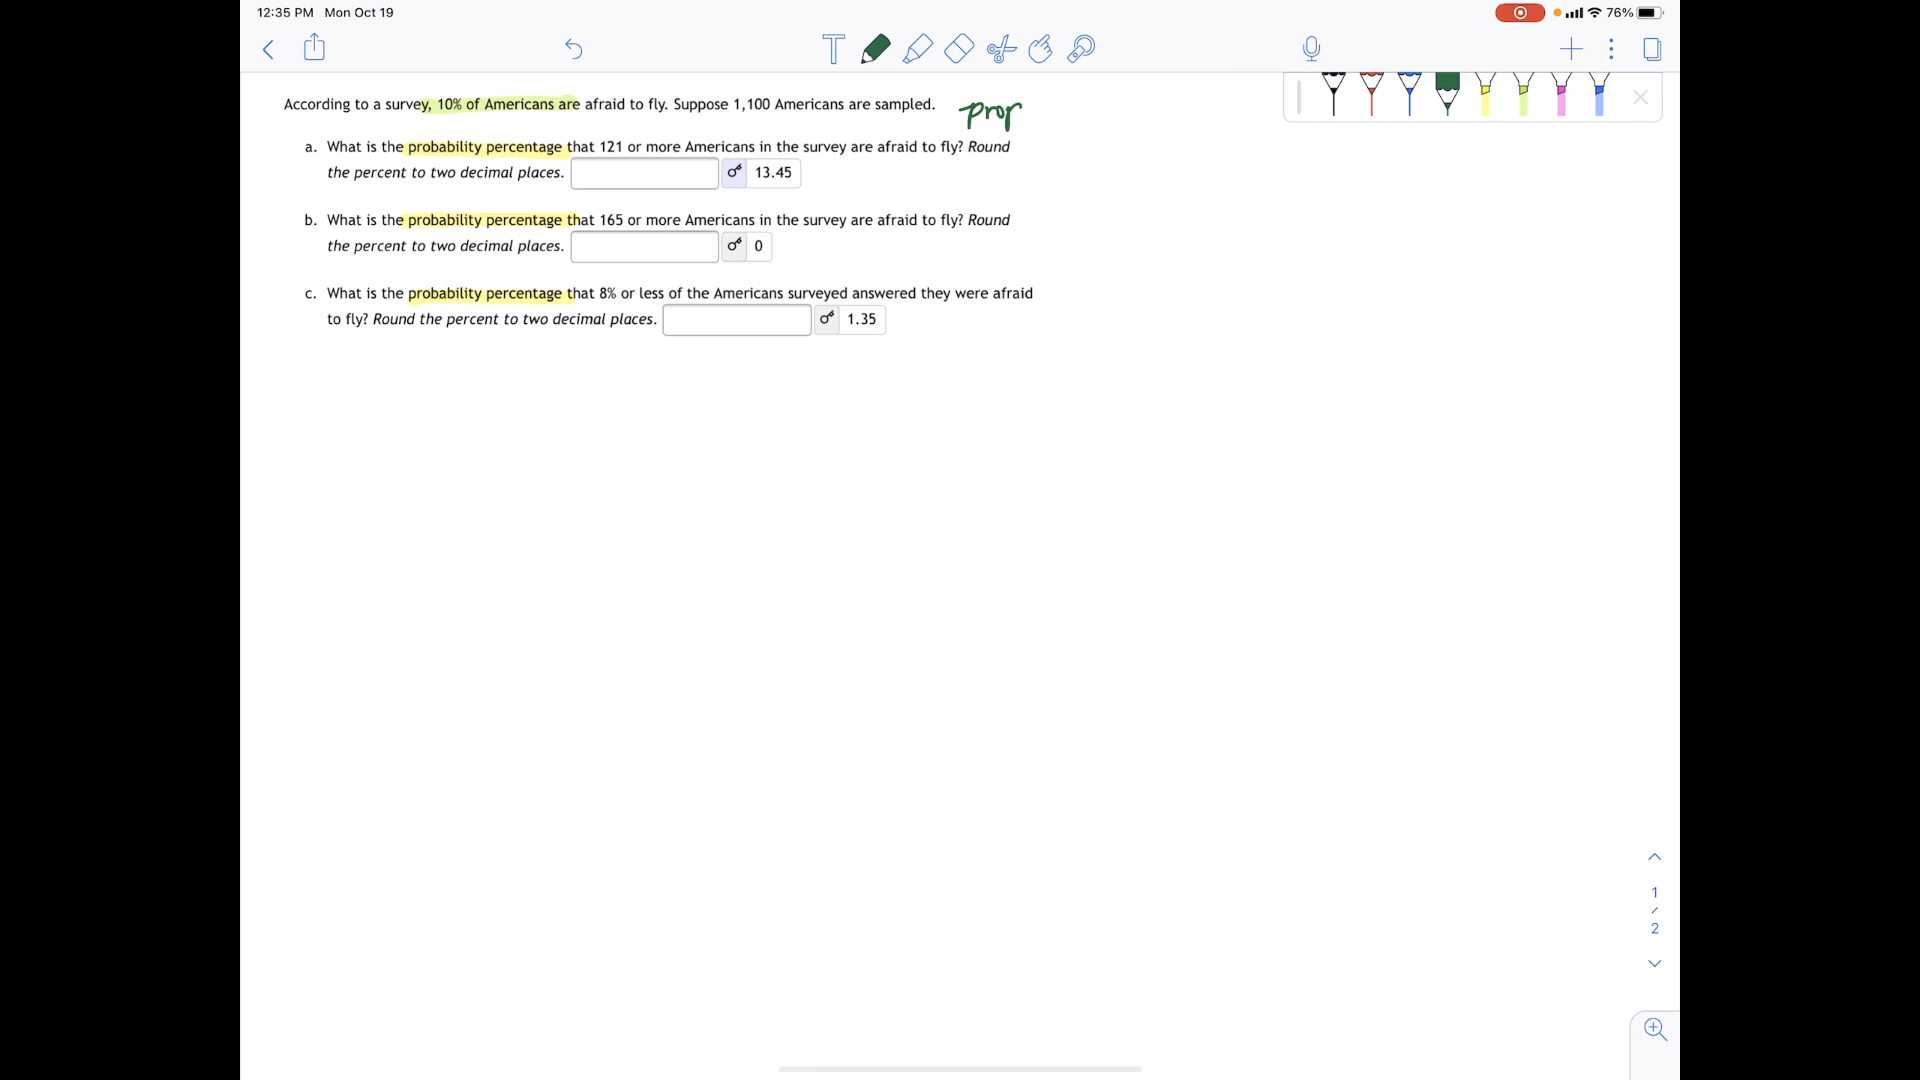 12:35 PM Mon Oct 19
76%
T
According to a survey, 10% of Americans are afraid to fly. Suppose 1,100 Americans are sampled. prop
a. What is the probability percentage that 121 or more Americans in the survey are afraid to fly? Round
the percent to two decimal places. 13.45
b. What is the probability percentage that 165 or more Americans in the survey are afraid to fly? Round
the percent to two decimal places. 0
c. What is the probability percentage that 8% or less of the Americans surveyed answered they were afraid
to fly? Round the percent to two decimal places. 1.35
1
/
2